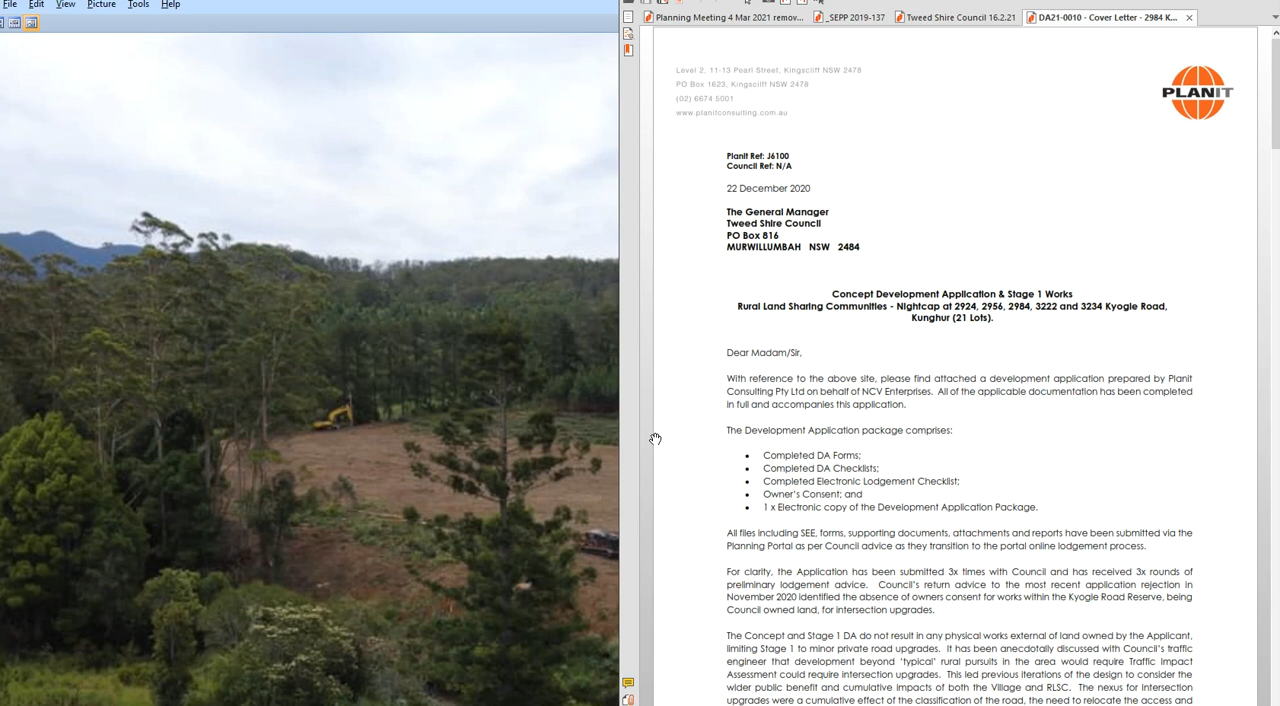 File Edit View Picture Tools Help
Planning Meeting 4 Mar 2021 remov... _SEPP 2019-137 Tweed Shire Council 16.2.21 DA21-0010 - Cover Letter - 2984 K...
Level 2, 11-13 Pearl Street, Kingscliff NSW 2478
PO Box 1623, Kingscliff NSW 2478
(02) 6674 5001
www.planitconsulting.com.au
PLANIT
Planit Ref: J6100
Council Ref: N/A
22 December 2020
The General Manager
Tweed Shire Council
PO Box 816
MURWILLUMBAH NSW 2484
Concept Development Application & Stage 1 Works
Rural Land Sharing Communities - Nightcap at 2924, 2956, 2984, 3222 and 3234 Kyogle Road,
Kunghur (21 Lots).
Dear Madam/Sir,
With reference to the above site, please find attached a development application prepared by Planit
Consulting Pty Ltd on behalf of NCV Enterprises. All of the applicable documentation has been completed
in full and accompanies this application.
The Development Application package comprises:
• Completed DA Forms;
• Completed DA Checklists;
• Completed Electronic Lodgement Checklist;
• Owner's Consent; and
• 1 x Electronic copy of the Development Application Package.
All files including SEE, forms, supporting documents, attachments and reports have been submitted via the
Planning Portal as per Council advice as they transition to the portal online lodgement process.
For clarity, the Application has been submitted 3x times with Council and has received 3x rounds of
preliminary lodgement advice. Council's return advice to the most recent application rejection in
November 2020 identified the absence of owners consent for works within the Kyogle Road Reserve, being
Council owned land, for intersection upgrades.
The Concept and Stage 1 DA do not result in any physical works external of land owned by the Applicant,
limiting Stage 1 to minor private road upgrades. It has been anecdotally discussed with Council's traffic
engineer that development beyond 'typical' rural pursuits in the area would require Traffic Impact
Assessment could require intersection upgrades. This led previous iterations of the design to consider the
wider public benefit and cumulative impacts of both the Village and RLSC. The nexus for intersection
upgrades were a cumulative effect of the classification of the road, the need to relocate the access and